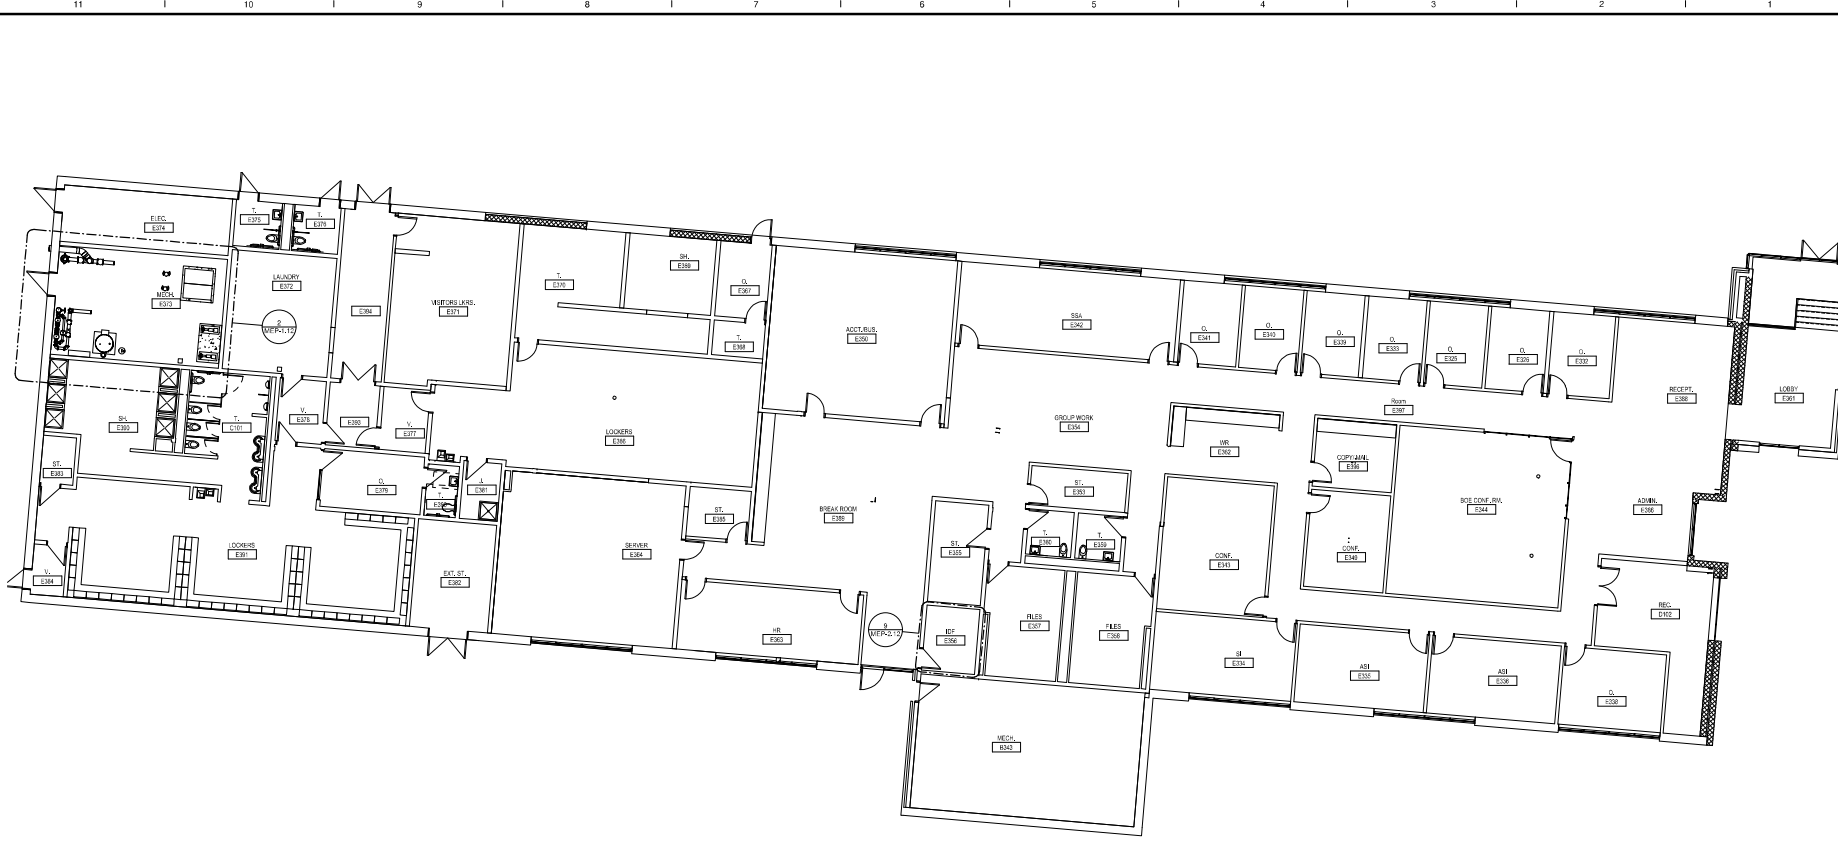 11 10 9 8 7 6 5 4 3 2 1
ELEC.
E374
T.
E375
T.
E376
LAUNDRY
E372
MECH.
E373
2
MEP-1.12
E394
VISITORS LKRS.
E371
T.
E370
SH.
E369
O.
E367
T.
E368
ACCT./BUS.
E350
SSA
E342
O.
E341
O.
E340
O.
E339
O.
E333
O.
E325
O.
E326
O.
E332
RECEPT.
E388
LOBBY
E361
Room
E397
SH.
E390
T.
C101
V.
E378
E393
V.
E377
LOCKERS
E366
GROUP WORK
E354
WR
E362
COPY/MAIL
E396
ST.
E383
O.
E379
T.
J.
E381
ST.
E365
BREAK ROOM
E389
ST.
E353
BOE CONF. RM.
E344
ADMIN.
E386
LOCKERS
E391
V.
E384
EXT. ST.
E382
SERVER
E364
ST.
E355
T.
E360
T.
E359
CONF.
E343
CONF.
E349
REC.
D102
HR
E363
9
MEP-2.12
IDF
E356
FILES
E357
FILES
E358
SI
E334
ASI
E335
ASI
E336
O.
E338
MECH.
B343